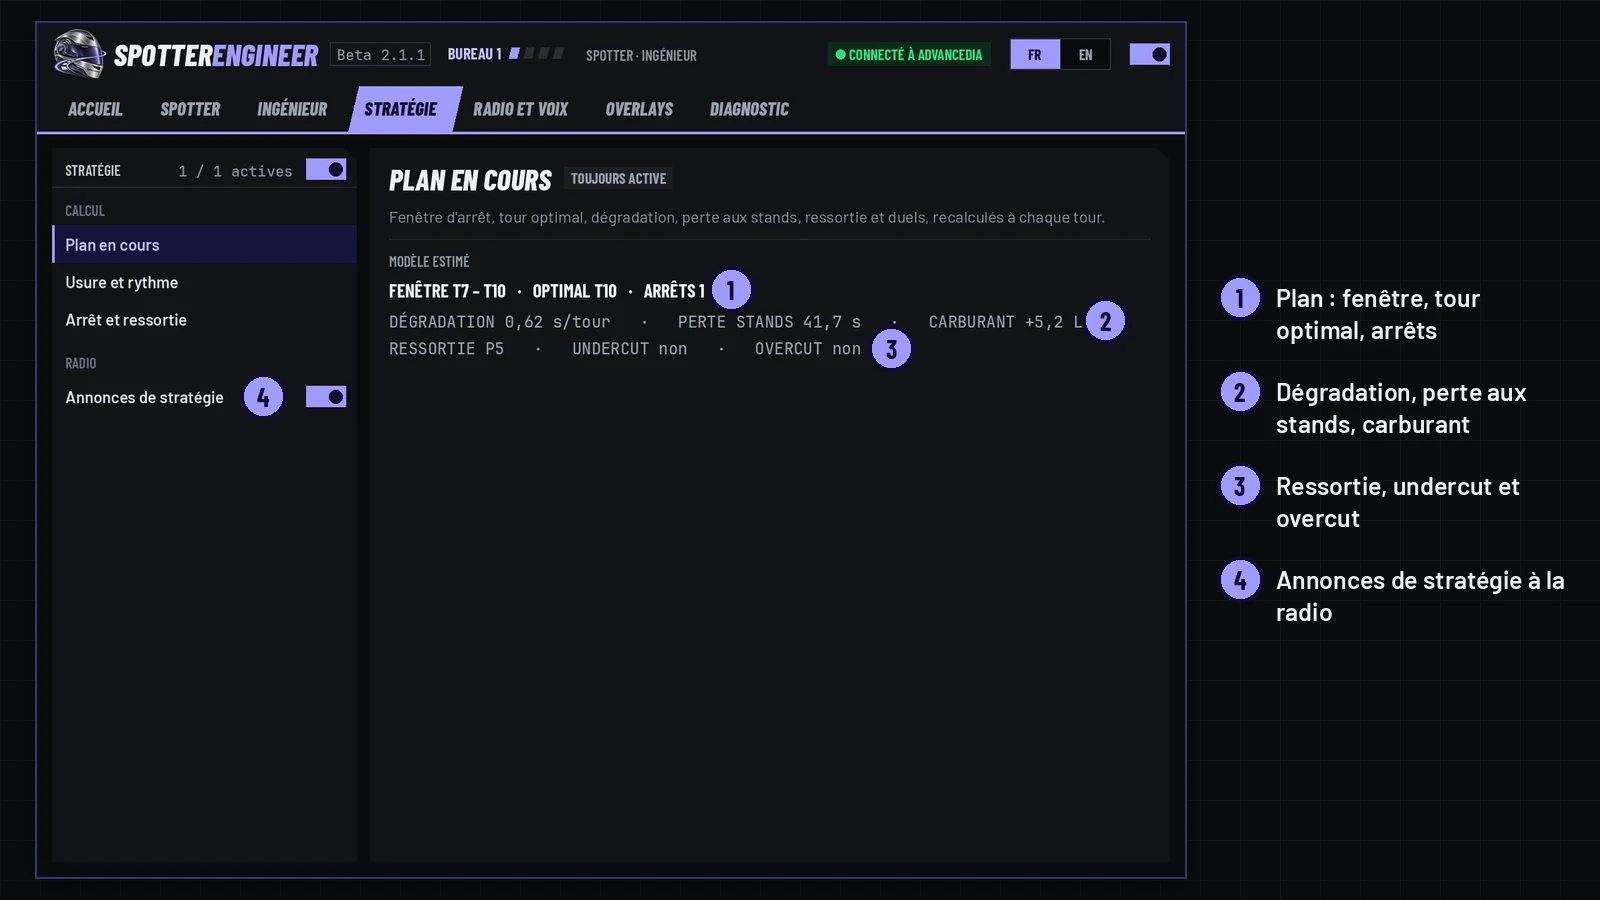 SPOTTERENGINEER Beta 2.1.1 BUREAU 1 SPOTTER · INGÉNIEUR CONNECTÉ À ADVANCEDIA FR EN
ACCUEIL SPOTTER INGÉNIEUR STRATÉGIE RADIO ET VOIX OVERLAYS DIAGNOSTIC
STRATÉGIE 1 / 1 actives
CALCUL
Plan en cours
Usure et rythme
Arrêt et ressortie
RADIO
Annonces de stratégie 4
PLAN EN COURS TOUJOURS ACTIVE
Fenêtre d'arrêt, tour optimal, dégradation, perte aux stands, ressortie et duels, recalculés à chaque tour.
MODÈLE ESTIMÉ
FENÊTRE T7 – T10 · OPTIMAL T10 · ARRÊTS 1 1
DÉGRADATION 0,62 s/tour · PERTE STANDS 41,7 s · CARBURANT +5,2 L 2
RESSORTIE P5 · UNDERCUT non · OVERCUT non 3
1 Plan : fenêtre, tour
optimal, arrêts
2 Dégradation, perte aux
stands, carburant
3 Ressortie, undercut et
overcut
4 Annonces de stratégie à la
radio